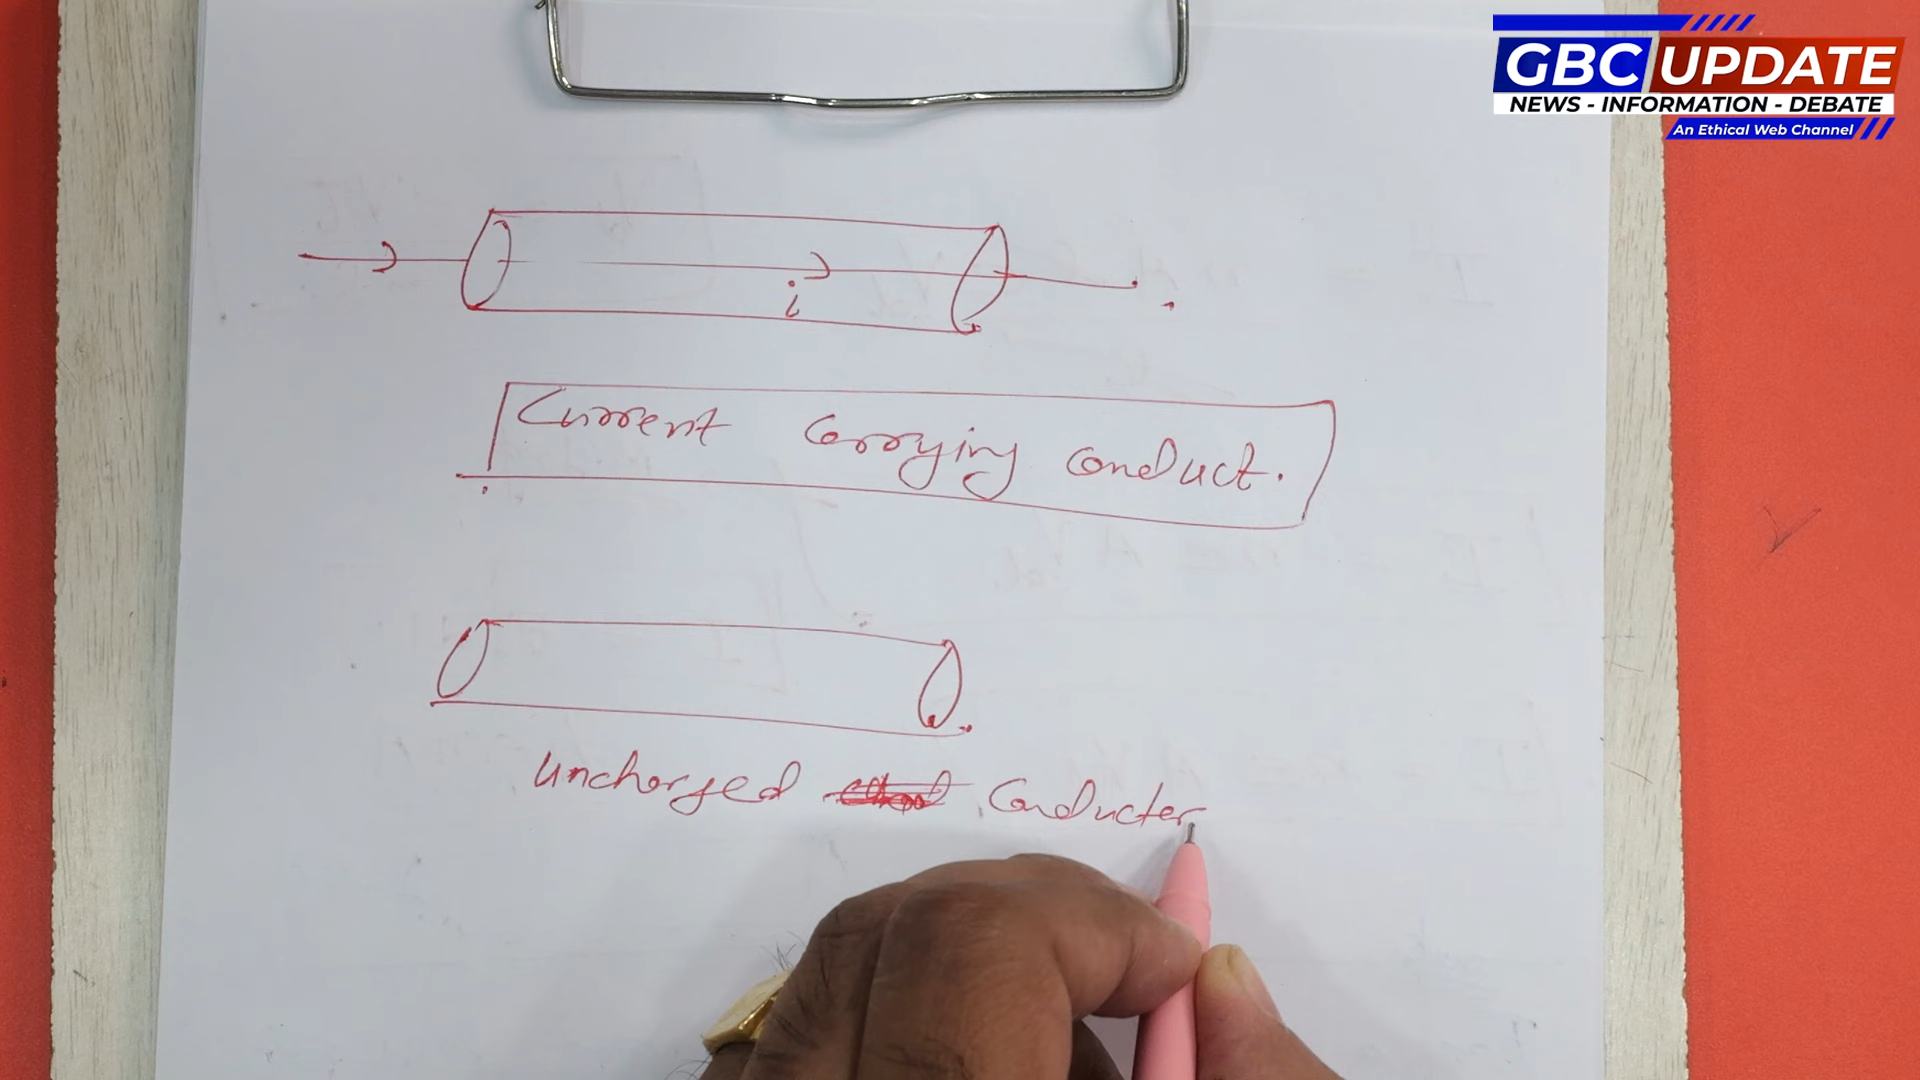 GBC UPDATE
NEWS - INFORMATION - DEBATE
An Ethical Web Channel
i
Current Carrying Conduct.
Uncharged Conducter